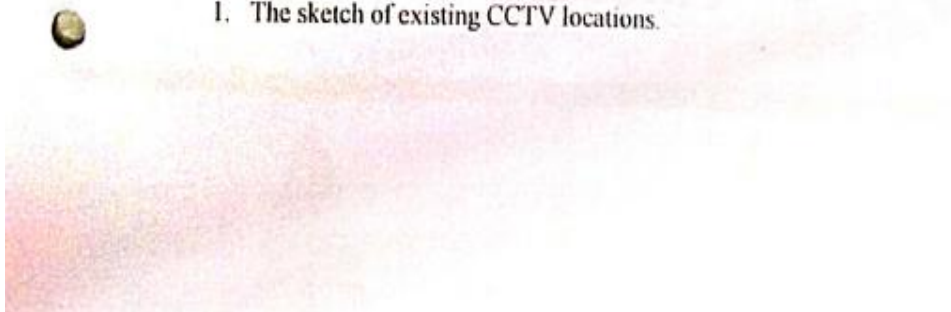 1. The sketch of existing CCTV locations.